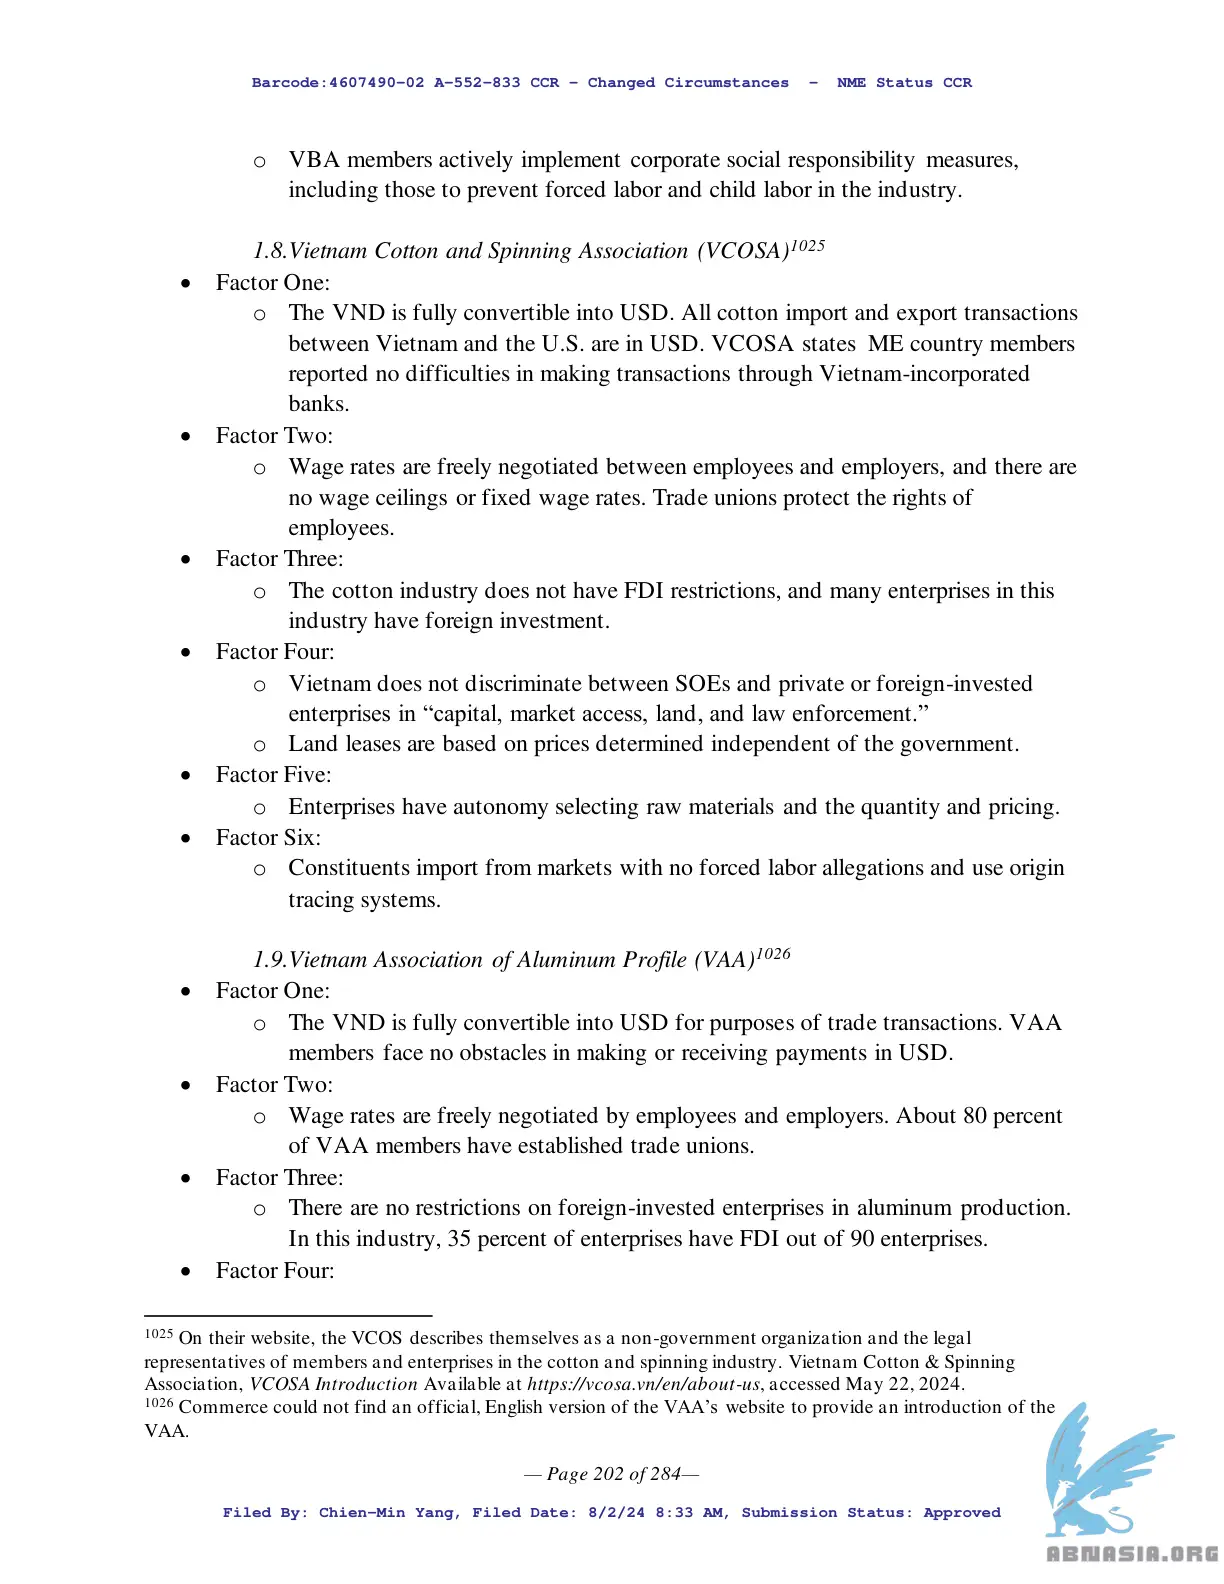 Barcode:4607490-02 A-552-833 CCR - Changed Circumstances - NME Status CCR
o VBA members actively implement corporate social responsibility measures,
including those to prevent forced labor and child labor in the industry.
1.8.Vietnam Cotton and Spinning Association (VCOSA)1025
• Factor One:
o The VND is fully convertible into USD. All cotton import and export transactions
between Vietnam and the U.S. are in USD. VCOSA states ME country members
reported no difficulties in making transactions through Vietnam-incorporated
banks.
• Factor Two:
o Wage rates are freely negotiated between employees and employers, and there are
no wage ceilings or fixed wage rates. Trade unions protect the rights of
employees.
• Factor Three:
o The cotton industry does not have FDI restrictions, and many enterprises in this
industry have foreign investment.
• Factor Four:
o Vietnam does not discriminate between SOEs and private or foreign-invested
enterprises in “capital, market access, land, and law enforcement.”
o Land leases are based on prices determined independent of the government.
• Factor Five:
o Enterprises have autonomy selecting raw materials and the quantity and pricing.
• Factor Six:
o Constituents import from markets with no forced labor allegations and use origin
tracing systems.
1.9.Vietnam Association of Aluminum Profile (VAA)1026
• Factor One:
o The VND is fully convertible into USD for purposes of trade transactions. VAA
members face no obstacles in making or receiving payments in USD.
• Factor Two:
o Wage rates are freely negotiated by employees and employers. About 80 percent
of VAA members have established trade unions.
• Factor Three:
o There are no restrictions on foreign-invested enterprises in aluminum production.
In this industry, 35 percent of enterprises have FDI out of 90 enterprises.
• Factor Four:
1025 On their website, the VCOS describes themselves as a non-government organization and the legal
representatives of members and enterprises in the cotton and spinning industry. Vietnam Cotton & Spinning
Association, VCOSA Introduction Available at https://vcosa.vn/en/about-us, accessed May 22, 2024.
1026 Commerce could not find an official, English version of the VAA’s website to provide an introduction of the
VAA.
— Page 202 of 284—
Filed By: Chien-Min Yang, Filed Date: 8/2/24 8:33 AM, Submission Status: Approved
ABNASIA.ORG